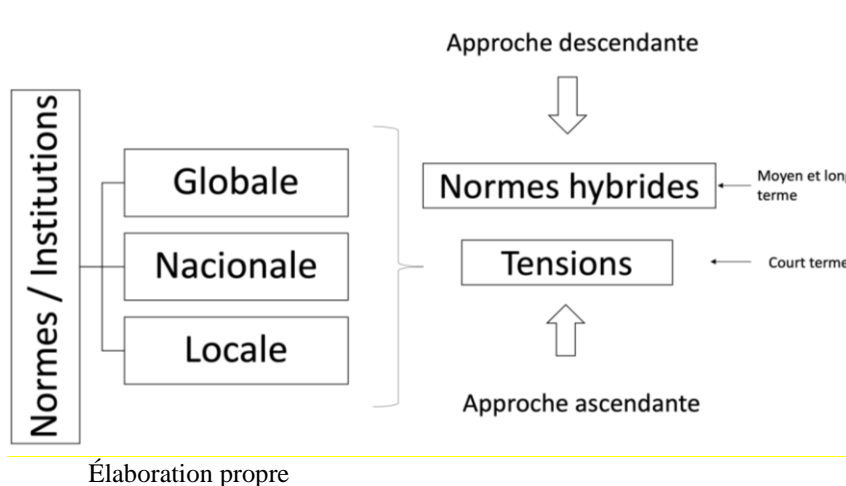 Approche descendante
Normes / Institutions
Globale
Nacionale
Locale
Normes hybrides
Moyen et lon
terme
Tensions
Court terme
Approche ascendante
Élaboration propre